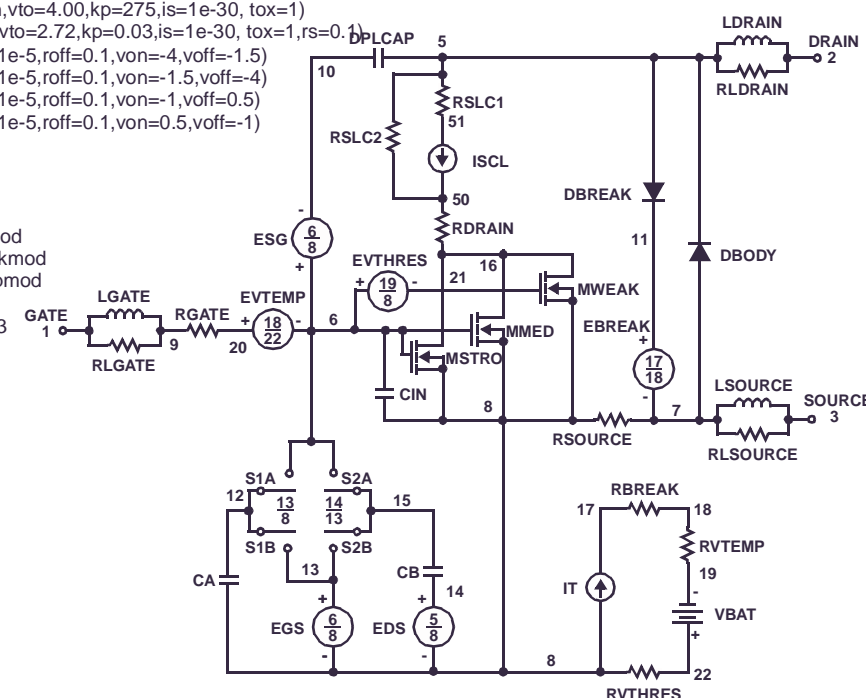 ,vto=4.00,kp=275,is=1e-30, tox=1)
vto=2.72,kp=0.03,is=1e-30, tox=1,rs=0.1)
1e-5,roff=0.1,von=-4,voff=-1.5)
1e-5,roff=0.1,von=-1.5,voff=-4)
1e-5,roff=0.1,von=-1,voff=0.5)
1e-5,roff=0.1,von=0.5,voff=-1)
od
kmod
omod
3
DPLCAP
5
10
LDRAIN
DRAIN
2
RLDRAIN
RSLC1
51
RSLC2
ISCL
50
DBREAK
RDRAIN
11
DBODY
ESG
6
8
-
+
EVTHRES
+
19
8
-
21
16
MWEAK
LGATE
GATE
1
RLGATE
9
RGATE
20
EVTEMP
+
18
22
-
6
MMED
MSTRO
EBREAK
+
17
18
-
CIN
8
RSOURCE
7
LSOURCE
SOURCE
3
RLSOURCE
S1A
S2A
12
13
8
14
13
15
S1B
S2B
13
CA
CB
14
+
EGS
6
8
-
+
EDS
5
8
-
8
RBREAK
17
18
RVTEMP
19
IT
-
VBAT
+
22
RVTHRES